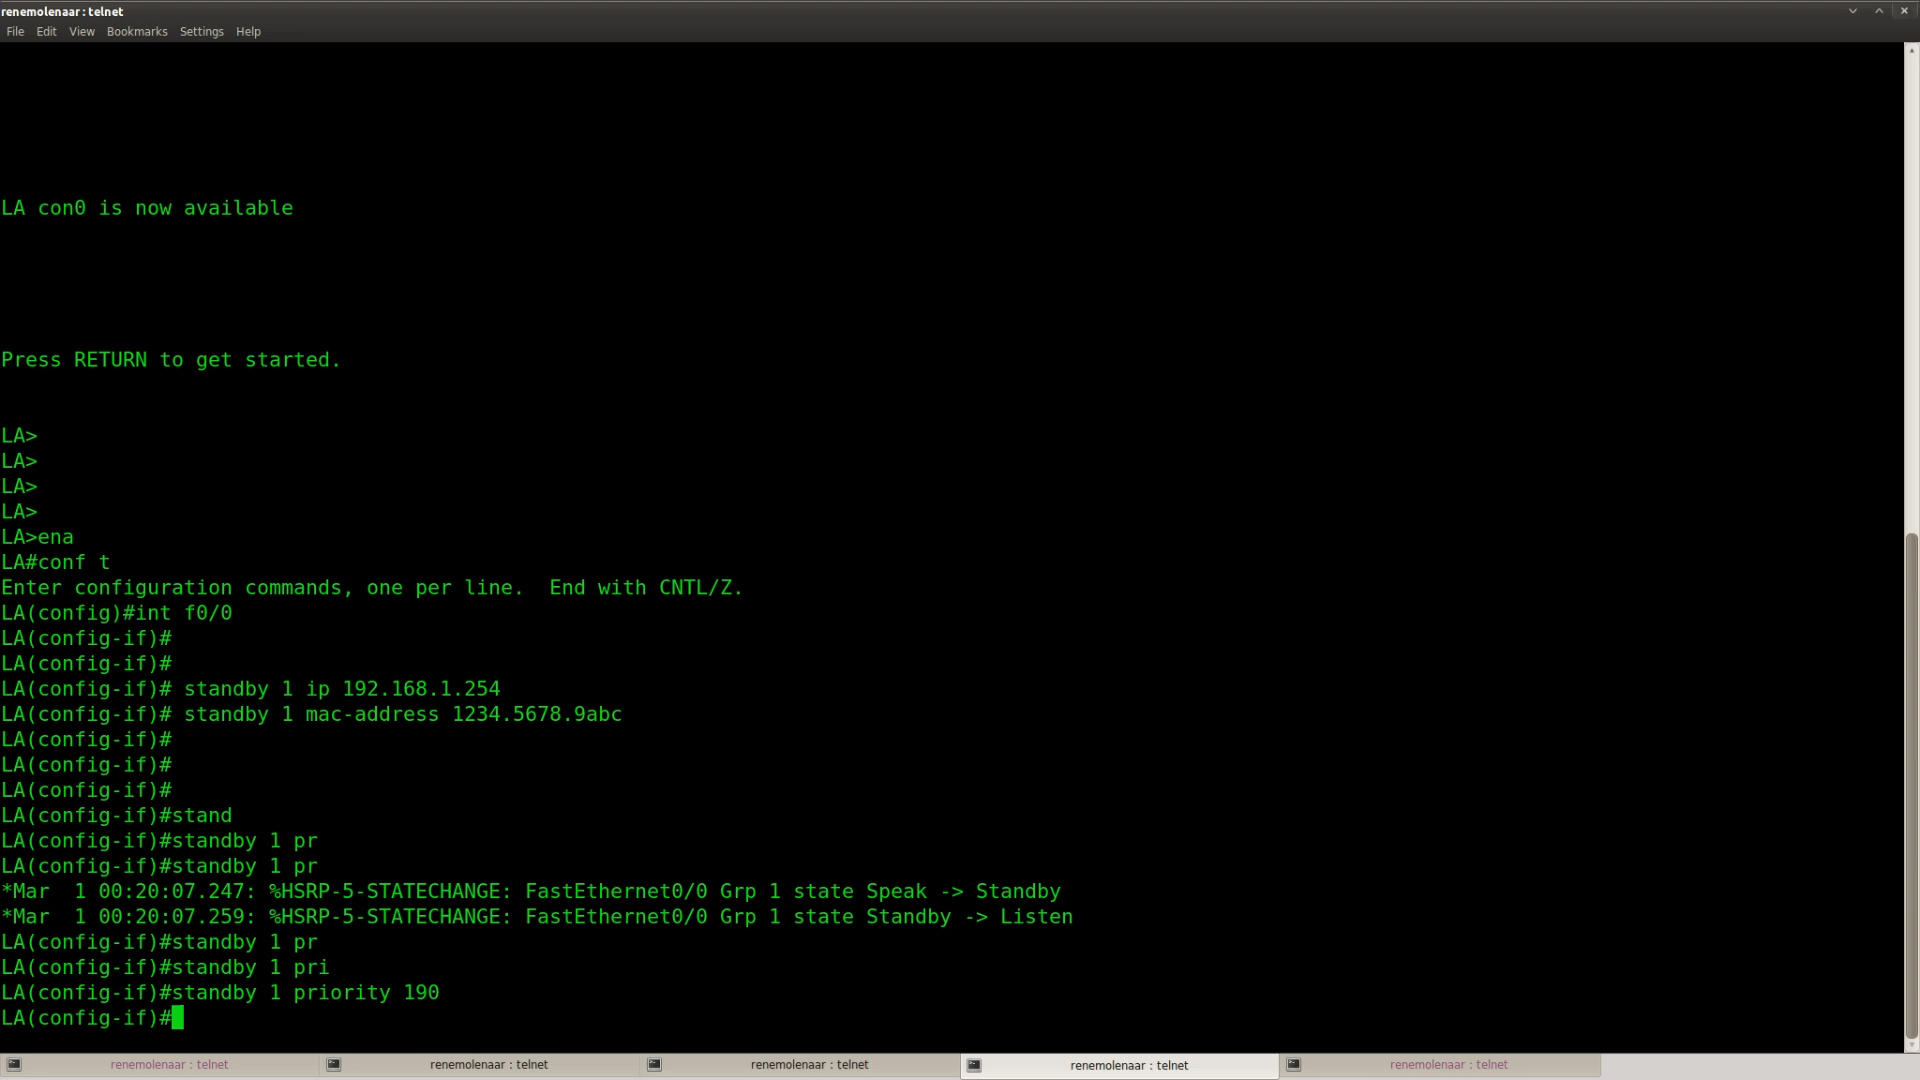 renemolenaar:telnet
File Edit View Bookmarks Settings Help
LA con0 is now available
Press RETURN to get started.
LA>
LA>
LA>
LA>
LA>ena
LA#conf t
Enter configuration commands, one per line.  End with CNTL/Z.
LA(config)#int f0/0
LA(config-if)#
LA(config-if)#
LA(config-if)# standby 1 ip 192.168.1.254
LA(config-if)# standby 1 mac-address 1234.5678.9abc
LA(config-if)#
LA(config-if)#
LA(config-if)#
LA(config-if)#stand
LA(config-if)#standby 1 pr
LA(config-if)#standby 1 pr
*Mar  1 00:20:07.247: %HSRP-5-STATECHANGE: FastEthernet0/0 Grp 1 state Speak -> Standby
*Mar  1 00:20:07.259: %HSRP-5-STATECHANGE: FastEthernet0/0 Grp 1 state Standby -> Listen
LA(config-if)#standby 1 pr
LA(config-if)#standby 1 pri
LA(config-if)#standby 1 priority 190
LA(config-if)#
renemolenaar : telnet renemolenaar : telnet renemolenaar : telnet renemolenaar : telnet renemolenaar : telnet